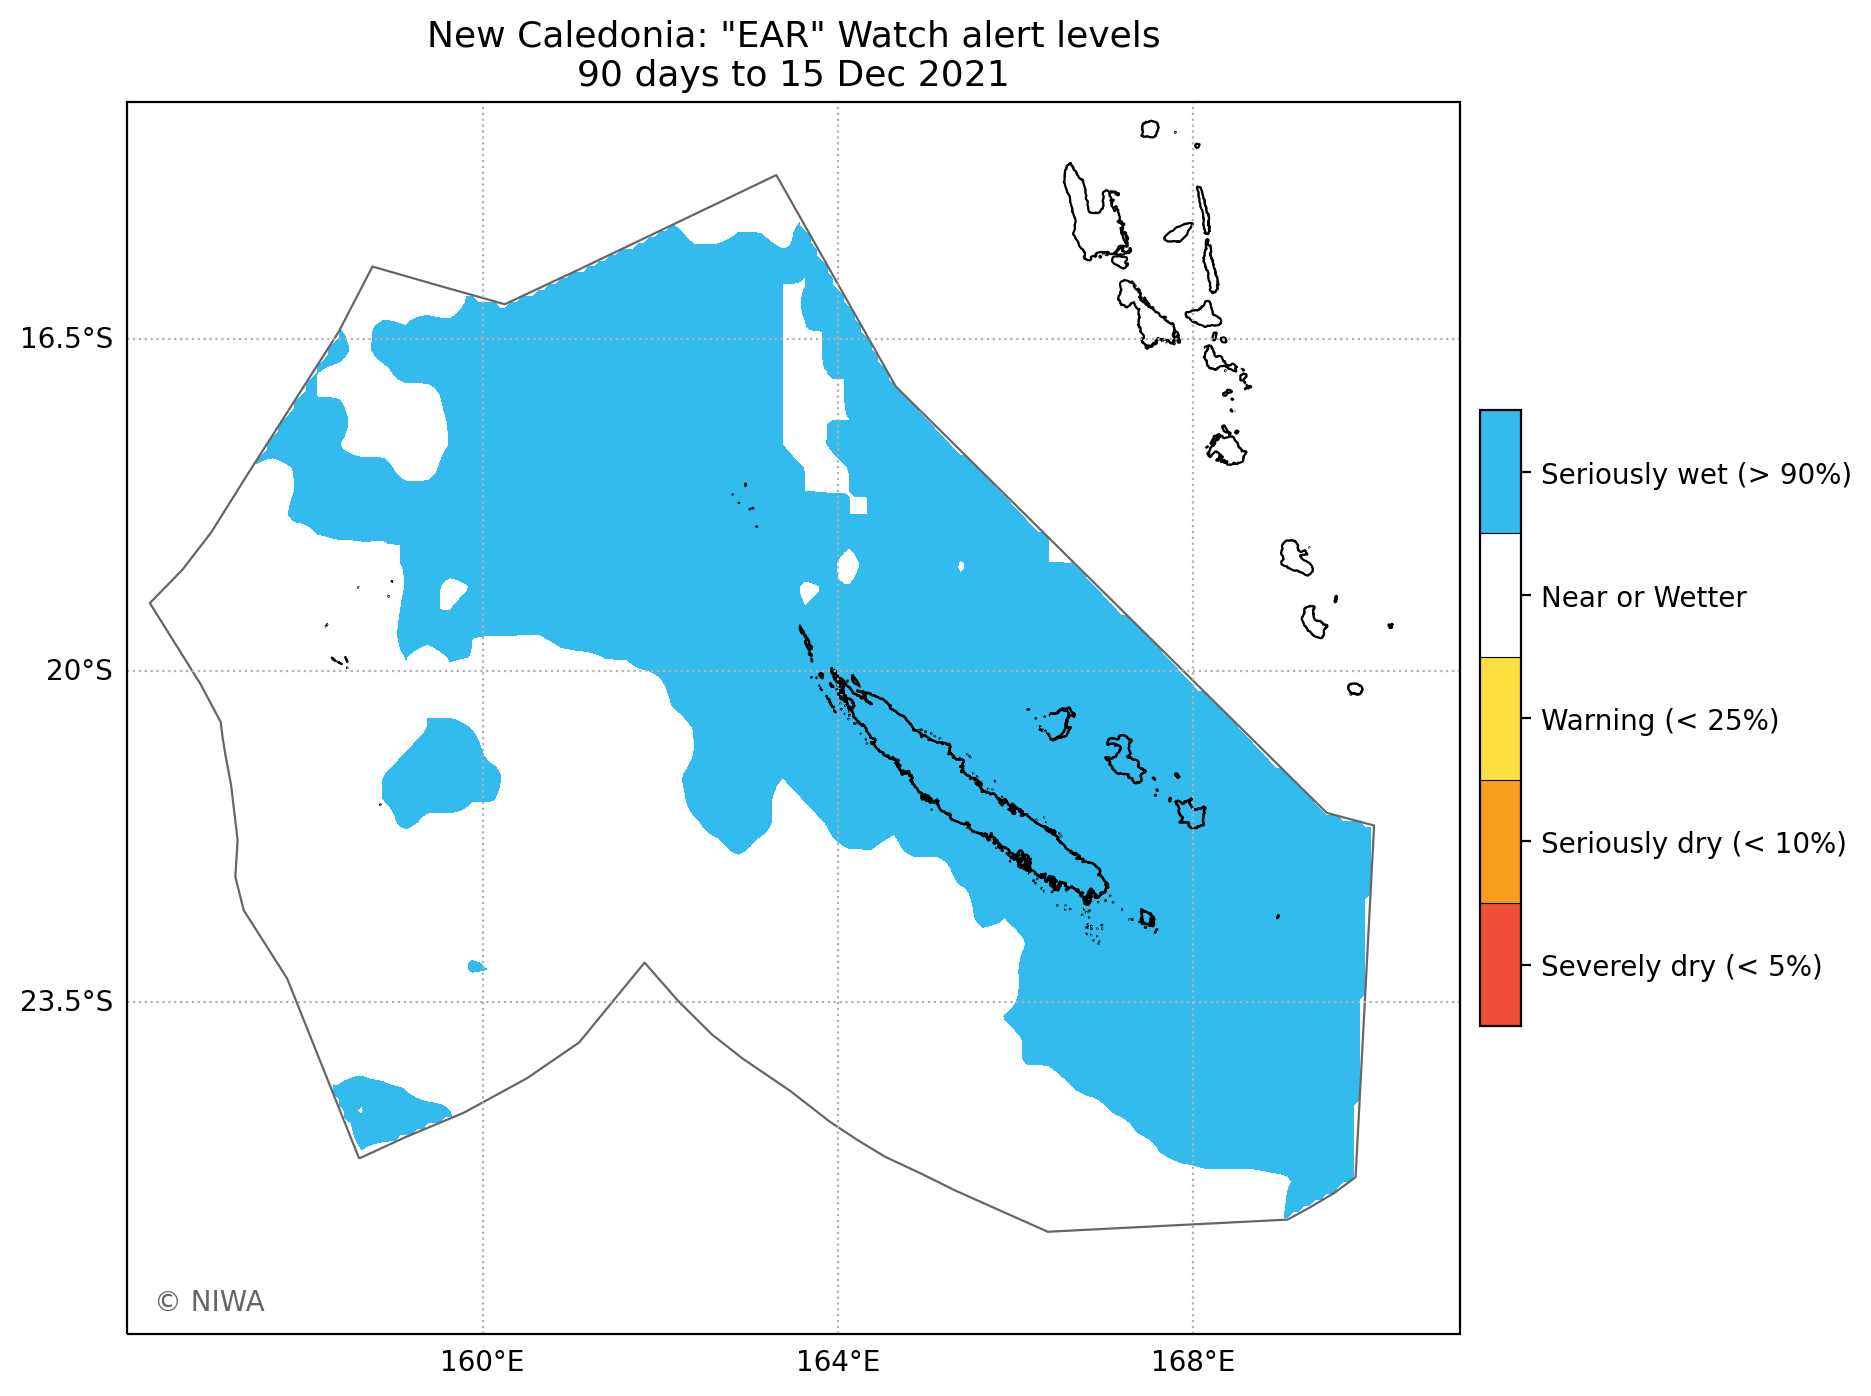 New Caledonia: "EAR" Watch alert levels
90 days to 15 Dec 2021
16.5°S
20°S
23.5°S
160°E
164°E
168°E
Seriously wet (> 90%)
Near or Wetter
Warning (< 25%)
Seriously dry (< 10%)
Severely dry (< 5%)
© NIWA